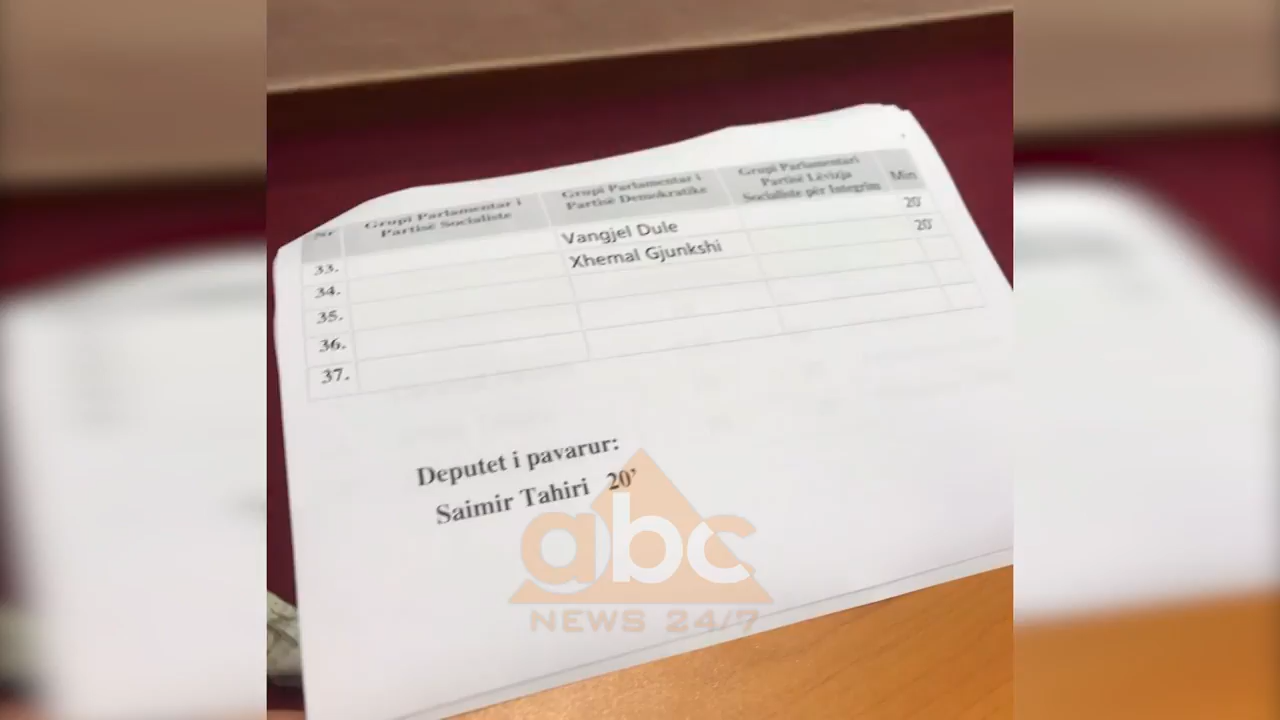 Nr
Grupi Parlamentar i
Partisë Socialiste
Grupi Parlamentar i
Partisë Demokratike
Grupi Parlamentari
Partisë Lëvizja
Socialiste për Integrim
Min
33. Vangjel Dule 20'
34. Xhemal Gjunkshi 20'
35.
36.
37.
Deputet i pavarur:
Saimir Tahiri 20'
abc
NEWS 24/7